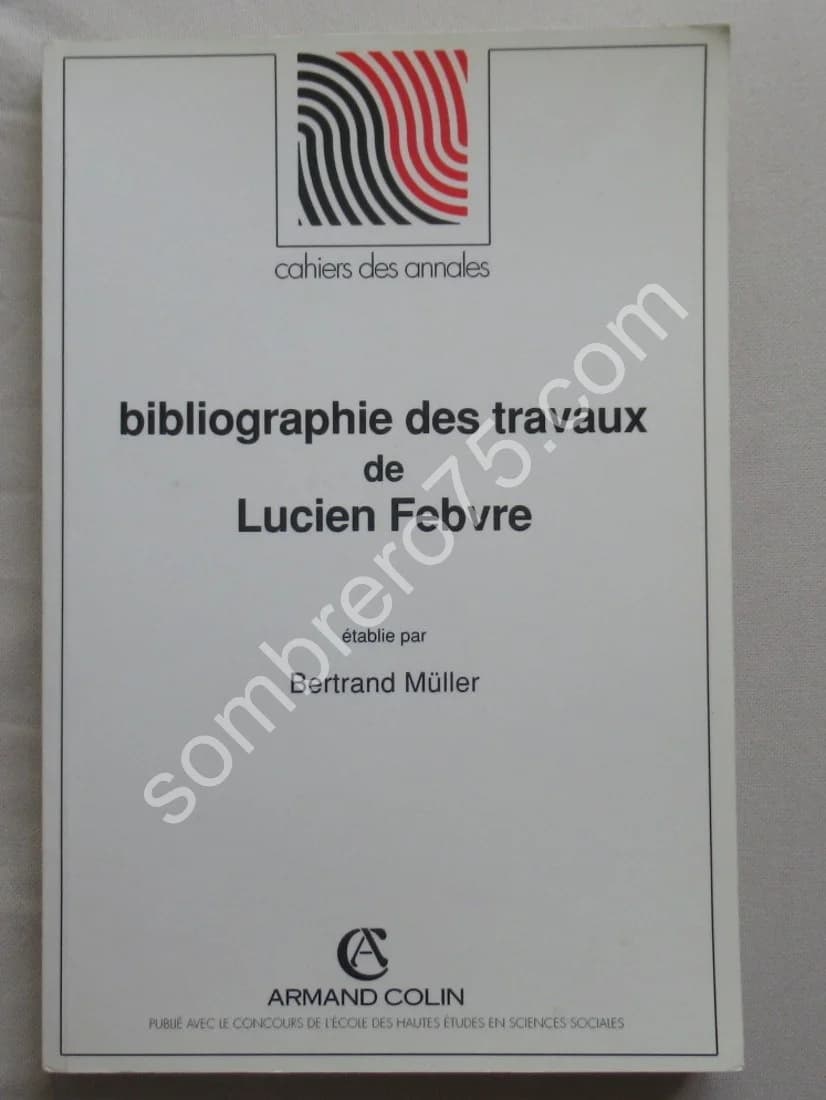 cahiers des annales
bibliographie des travaux
de
Lucien Febvre
établie par
Bertrand Müller
sombrero75.com
CA
ARMAND COLIN
PUBLIÉ AVEC LE CONCOURS DE L'ÉCOLE DES HAUTES ÉTUDES EN SCIENCES SOCIALES